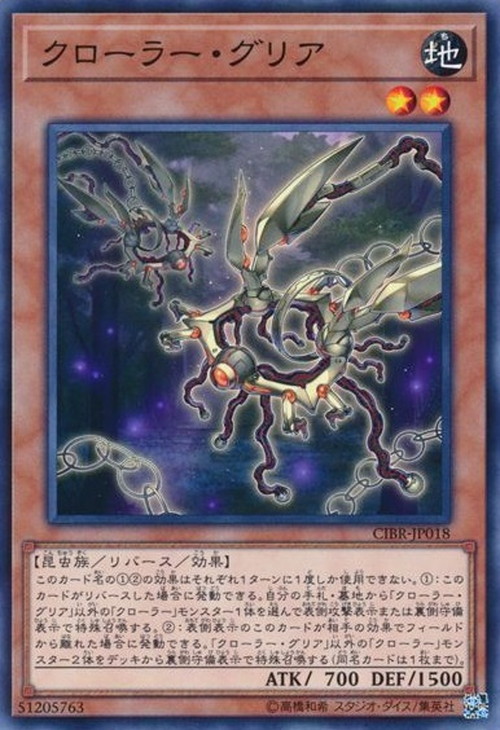 クローラー・グリア
地
CIBR-JP018
【昆虫族／リバース／効果】
このカード名の①②の効果はそれぞれ1ターンに1度しか使用できない。①：この
カードがリバースした場合に発動できる。自分の手札・墓地から「クローラー・
グリア」以外の「クローラー」モンスター1体を選んで表側攻撃表示または裏側守備
表示で特殊召喚する。②：表側表示のこのカードが相手の効果でフィールド
から離れた場合に発動できる。「クローラー・グリア」以外の「クローラー」モン
スター2体をデッキから裏側守備表示で特殊召喚する（同名カードは1枚まで）。
ATK/ 700 DEF/1500
51205763
©高橋和希 スタジオ・ダイス/集英社